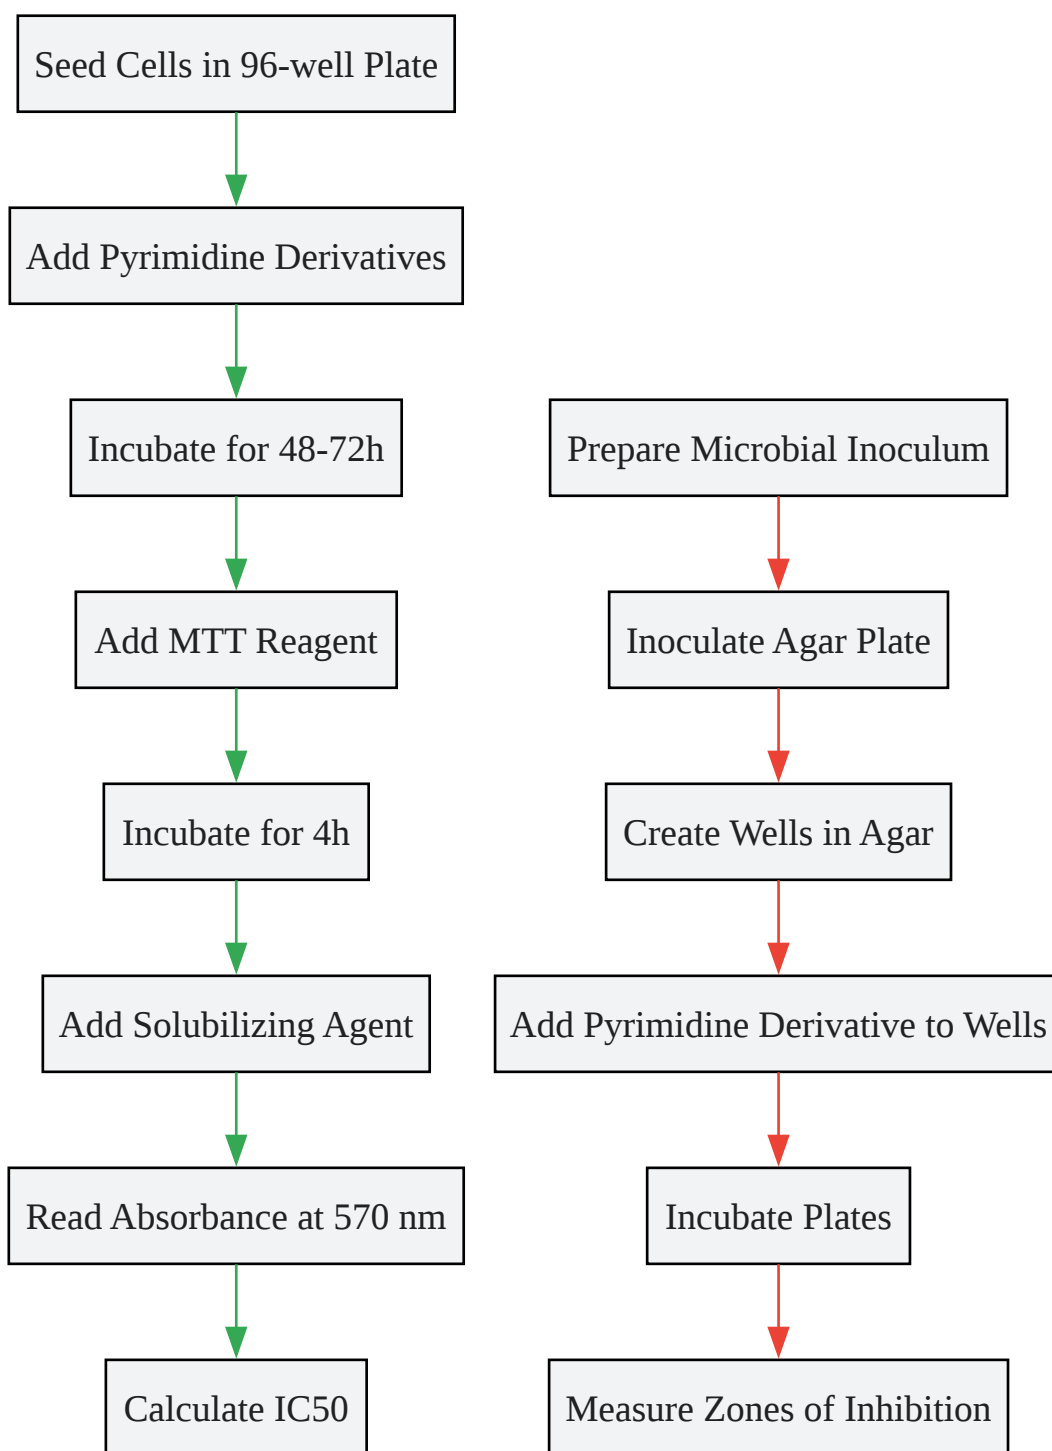 Seed Cells in 96-well Plate
Add Pyrimidine Derivatives
Incubate for 48-72h
Add MTT Reagent
Incubate for 4h
Add Solubilizing Agent
Read Absorbance at 570 nm
Calculate IC50
Prepare Microbial Inoculum
Inoculate Agar Plate
Create Wells in Agar
Add Pyrimidine Derivative to Wells
Incubate Plates
Measure Zones of Inhibition